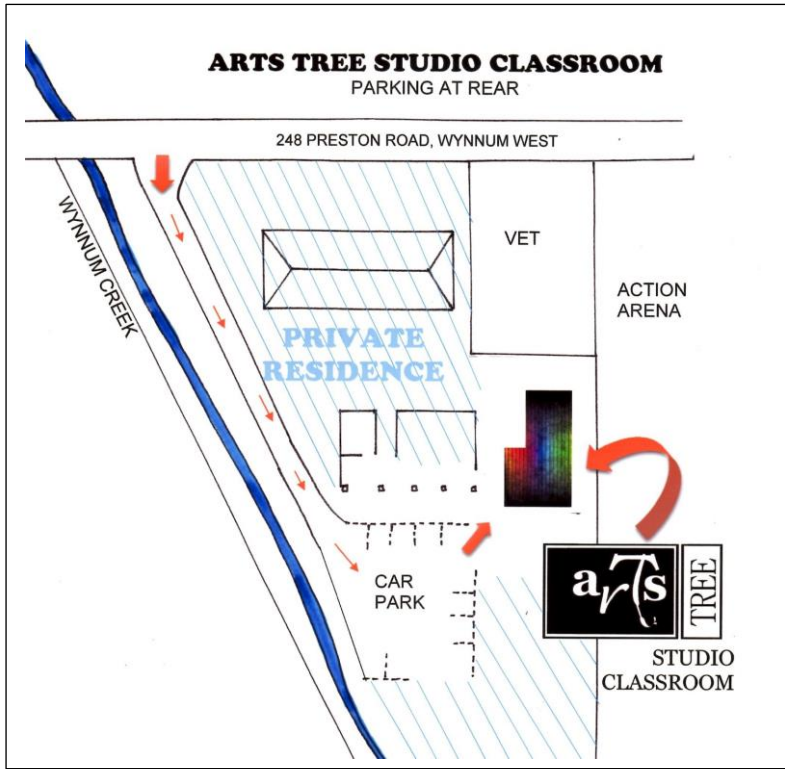 ARTS TREE STUDIO CLASSROOM
PARKING AT REAR
248 PRESTON ROAD, WYNNUM WEST
WYNNUM CREEK
VET
ACTION
ARENA
PRIVATE
RESIDENCE
CAR
PARK
arTs
TREE
STUDIO
CLASSROOM